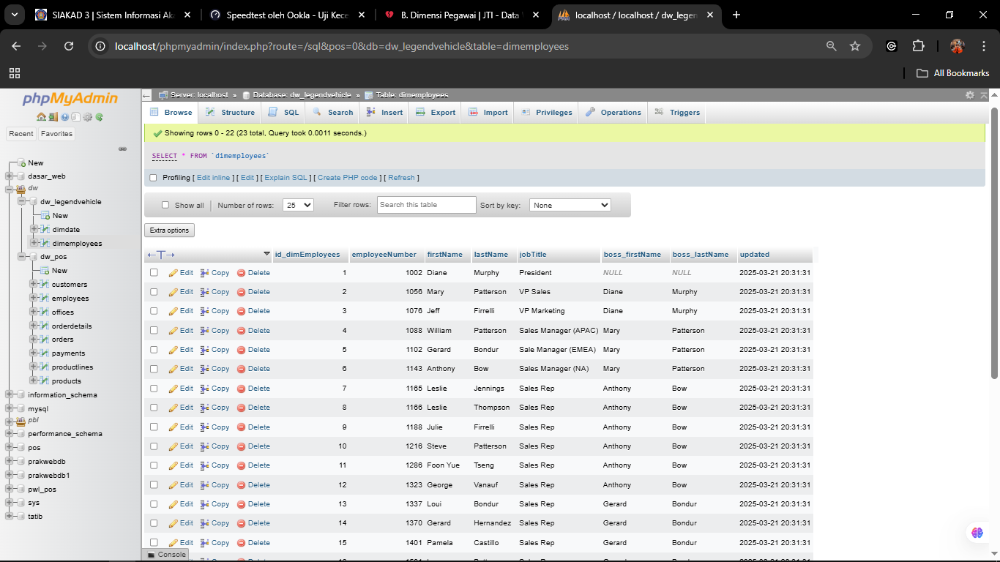 SIAKAD 3 | Sistem Informasi Aka
Speedtest oleh Ookla - Uji Kece
B. Dimensi Pegawai | JTI - Data
localhost / localhost / dw_legen
localhost/phpmyadmin/index.php?route=/sql&pos=0&db=dw_legendvehicle&table=dimemployees
All Bookmarks
phpMyAdmin
Recent Favorites
New
dasar_web
dw
dw_legendvehicle
New
dimdate
dimemployees
dw_pos
New
customers
employees
offices
orderdetails
orders
payments
productlines
products
information_schema
mysql
pbl
performance_schema
pos
prakwebdb
prakwebdb1
pwl_pos
sys
tatib
Server: localhost » Database: dw_legendvehicle » Table: dimemployees
Browse Structure SQL Search Insert Export Import Privileges Operations Triggers
Showing rows 0 - 22 (23 total, Query took 0.0011 seconds.)
SELECT * FROM `dimemployees`
Profiling [ Edit inline ] [ Edit ] [ Explain SQL ] [ Create PHP code ] [ Refresh ]
Show all Number of rows: 25 Filter rows: Search this table Sort by key: None
Extra options
←T→ id_dimEmployees employeeNumber firstName lastName jobTitle boss_firstName boss_lastName updated
Edit Copy Delete 1 1002 Diane Murphy President NULL NULL 2025-03-21 20:31:31
Edit Copy Delete 2 1056 Mary Patterson VP Sales Diane Murphy 2025-03-21 20:31:31
Edit Copy Delete 3 1076 Jeff Firrelli VP Marketing Diane Murphy 2025-03-21 20:31:31
Edit Copy Delete 4 1088 William Patterson Sales Manager (APAC) Mary Patterson 2025-03-21 20:31:31
Edit Copy Delete 5 1102 Gerard Bondur Sale Manager (EMEA) Mary Patterson 2025-03-21 20:31:31
Edit Copy Delete 6 1143 Anthony Bow Sales Manager (NA) Mary Patterson 2025-03-21 20:31:31
Edit Copy Delete 7 1165 Leslie Jennings Sales Rep Anthony Bow 2025-03-21 20:31:31
Edit Copy Delete 8 1166 Leslie Thompson Sales Rep Anthony Bow 2025-03-21 20:31:31
Edit Copy Delete 9 1188 Julie Firrelli Sales Rep Anthony Bow 2025-03-21 20:31:31
Edit Copy Delete 10 1216 Steve Patterson Sales Rep Anthony Bow 2025-03-21 20:31:31
Edit Copy Delete 11 1286 Foon Yue Tseng Sales Rep Anthony Bow 2025-03-21 20:31:31
Edit Copy Delete 12 1323 George Vanauf Sales Rep Anthony Bow 2025-03-21 20:31:31
Edit Copy Delete 13 1337 Loui Bondur Sales Rep Gerard Bondur 2025-03-21 20:31:31
Edit Copy Delete 14 1370 Gerard Hernandez Sales Rep Gerard Bondur 2025-03-21 20:31:31
Edit Copy Delete 15 1401 Pamela Castillo Sales Rep Gerard Bondur 2025-03-21 20:31:31
Console